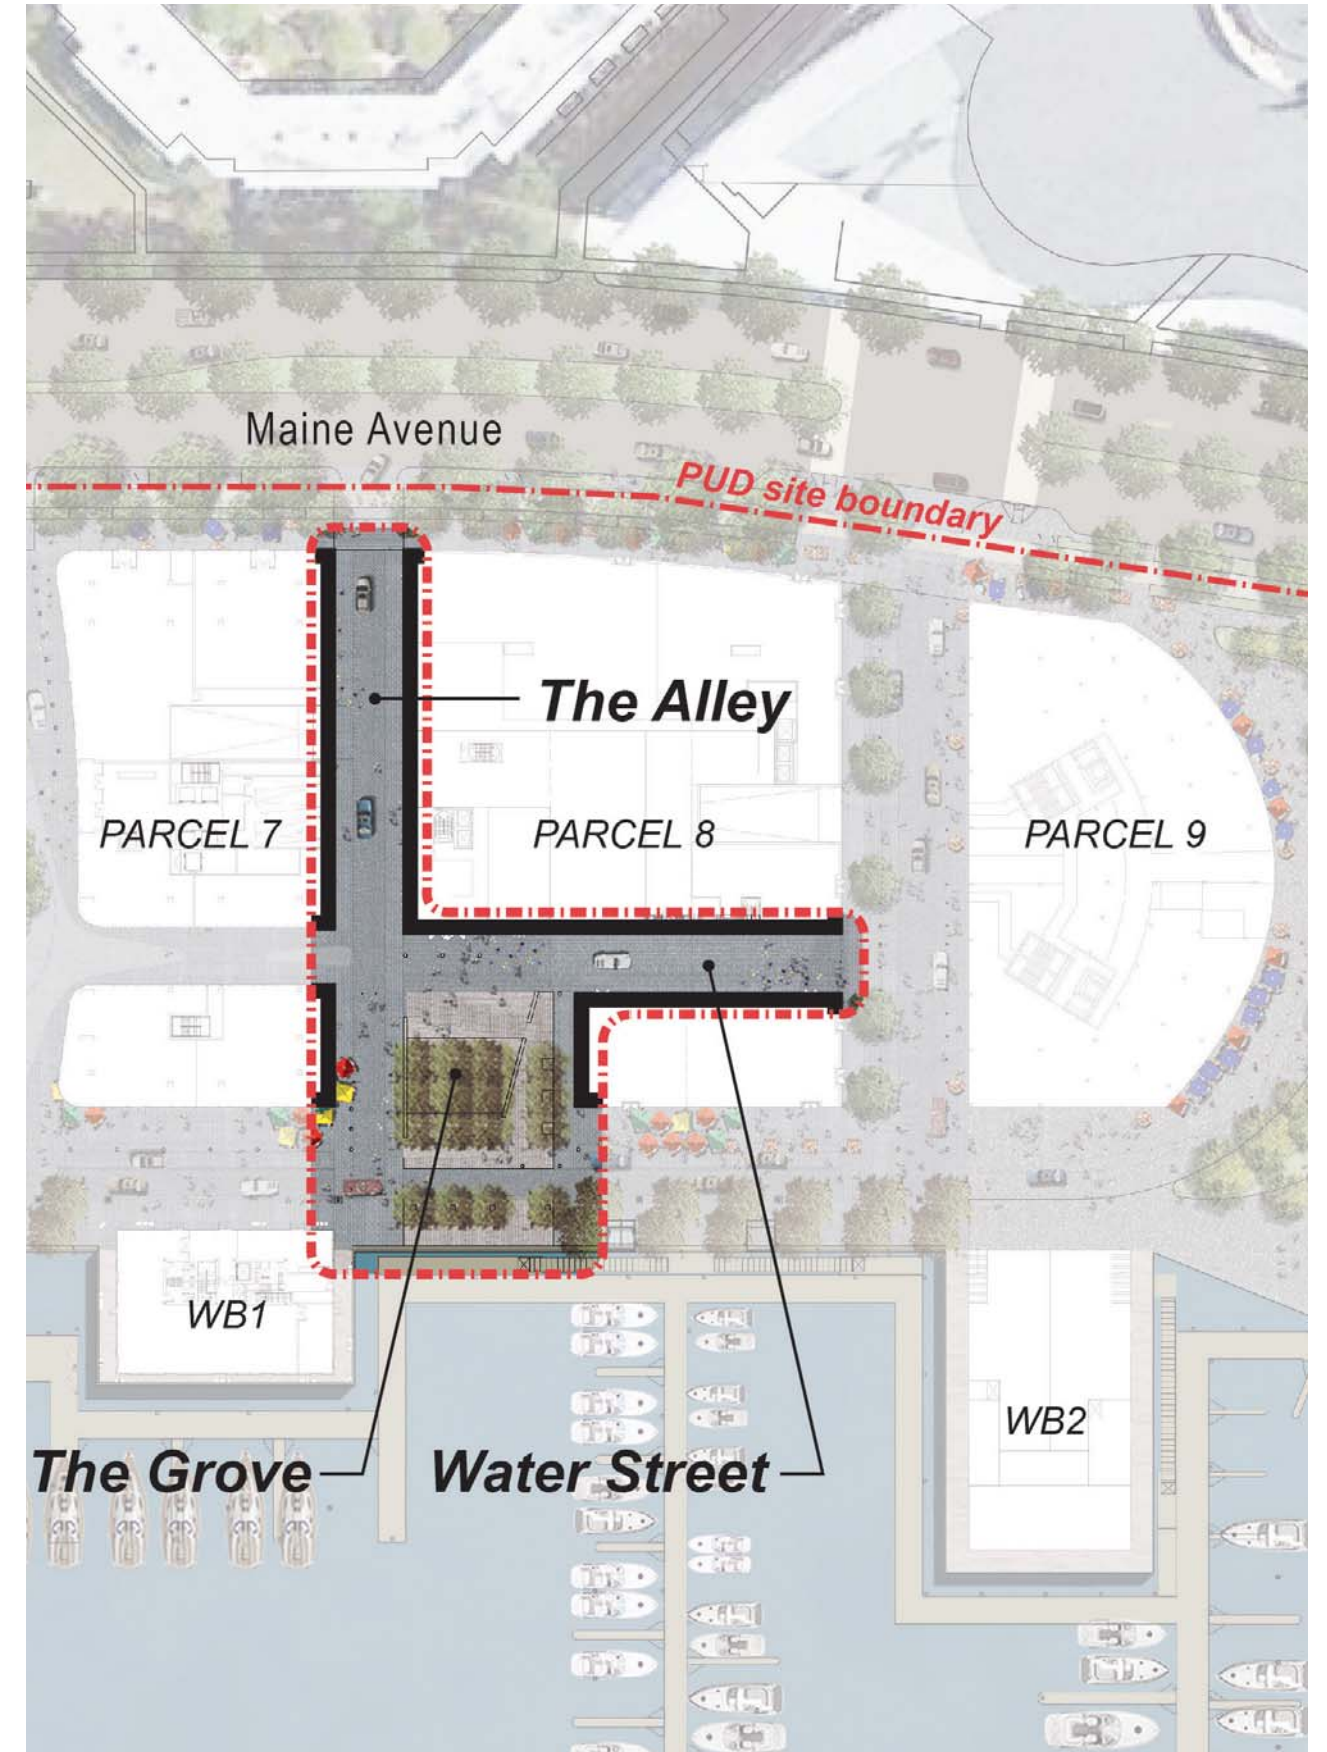 Maine Avenue
PUD site boundary
The Alley
PARCEL 7
PARCEL 8
PARCEL 9
WB1
WB2
The Grove
Water Street